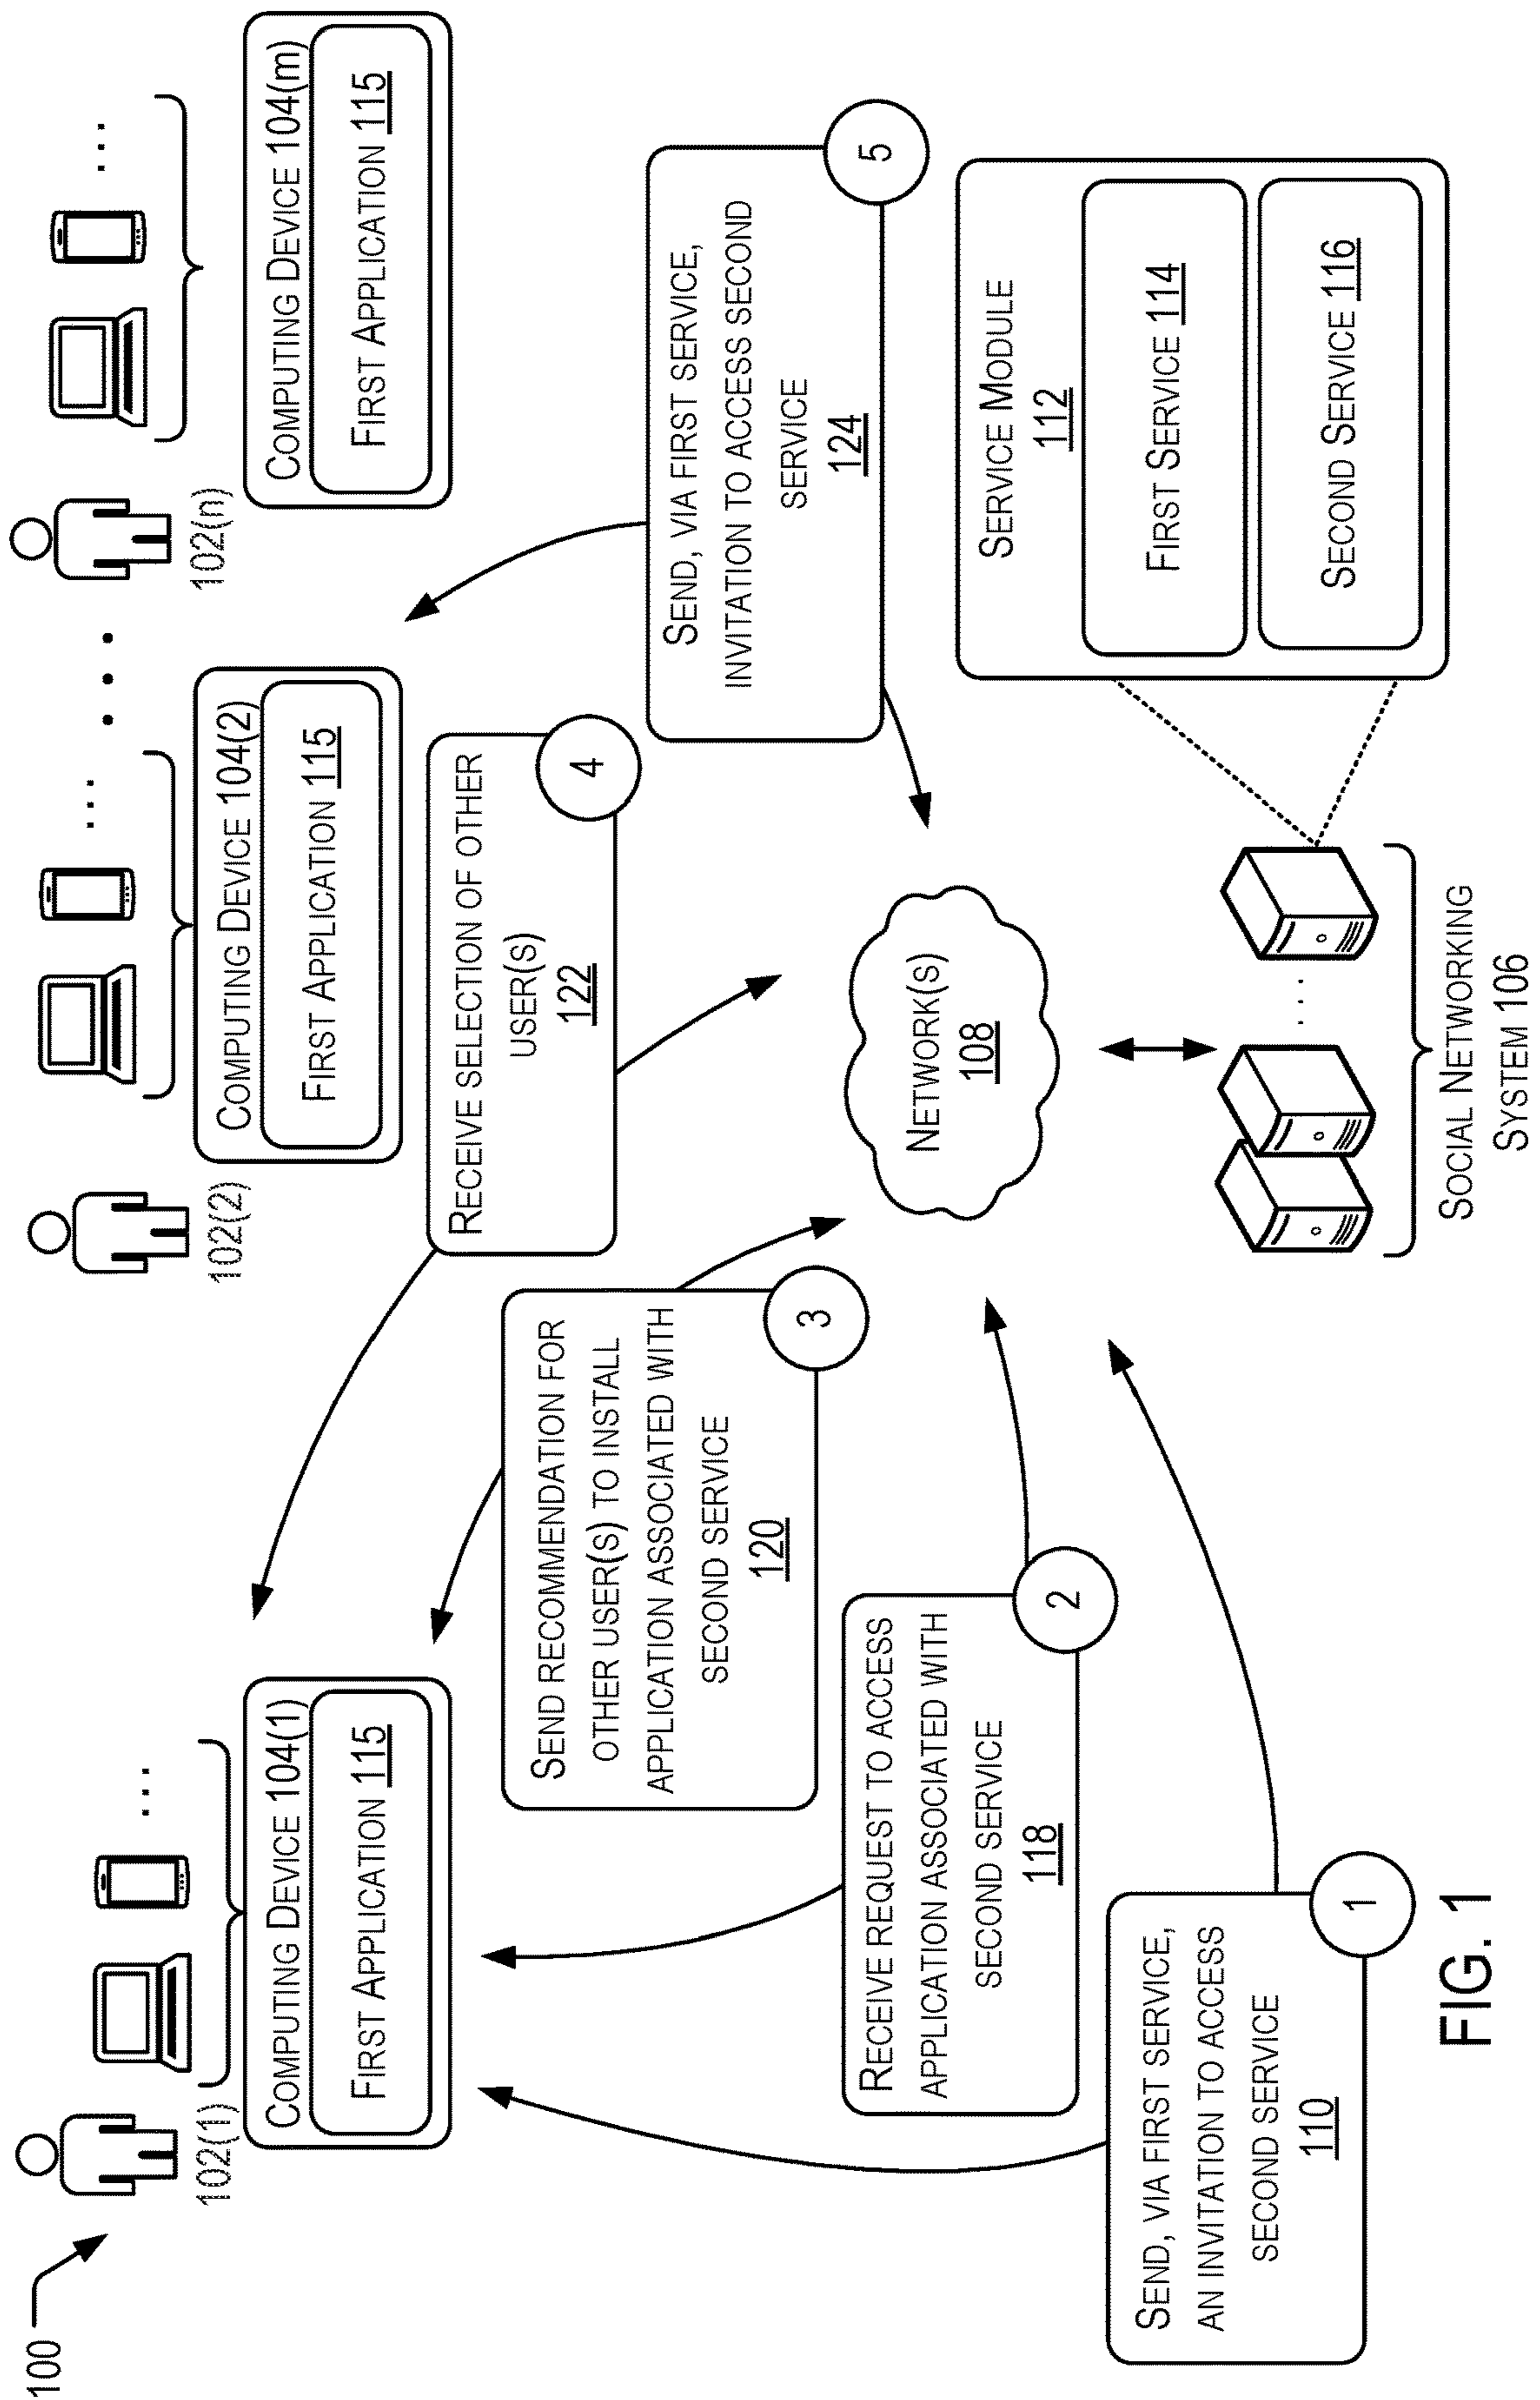 100
102(1)
COMPUTING DEVICE 104(1)
FIRST APPLICATION 115
102(2)
COMPUTING DEVICE 104(2)
FIRST APPLICATION 115
102(n)
COMPUTING DEVICE 104(m)
FIRST APPLICATION 115
SEND, VIA FIRST SERVICE,
AN INVITATION TO ACCESS
SECOND SERVICE
110
1
RECEIVE REQUEST TO ACCESS
APPLICATION ASSOCIATED WITH
SECOND SERVICE
118
2
SEND RECOMMENDATION FOR
OTHER USER(S) TO INSTALL
APPLICATION ASSOCIATED WITH
SECOND SERVICE
120
3
RECEIVE SELECTION OF OTHER
USER(S)
122
4
SEND, VIA FIRST SERVICE,
INVITATION TO ACCESS SECOND
SERVICE
124
5
NETWORK(S)
108
SERVICE MODULE
112
FIRST SERVICE 114
SECOND SERVICE 116
SOCIAL NETWORKING
SYSTEM 106
FIG. 1